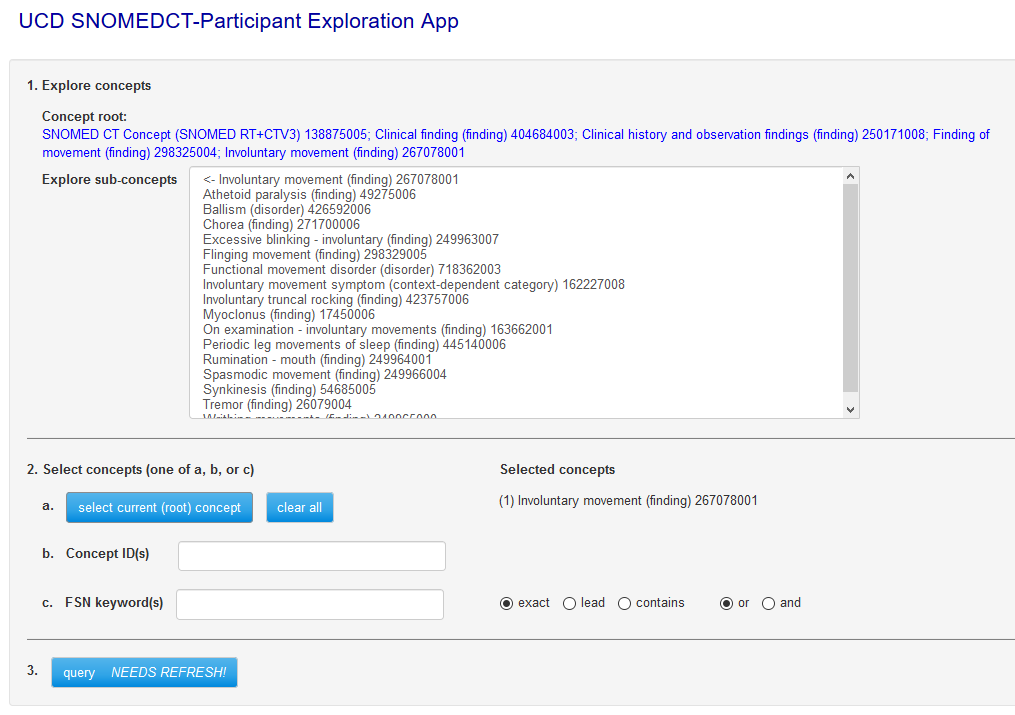 UCD SNOMEDCT-Participant Exploration App
1. Explore concepts
Concept root:
SNOMED CT Concept (SNOMED RT+CTV3) 138875005; Clinical finding (finding) 404684003; Clinical history and observation findings (finding) 250171008; Finding of
movement (finding) 298325004; Involuntary movement (finding) 267078001
Explore sub-concepts
<- Involuntary movement (finding) 267078001
Athetoid paralysis (finding) 49275006
Ballism (disorder) 426592006
Chorea (finding) 271700006
Excessive blinking - involuntary (finding) 249963007
Flinging movement (finding) 298329005
Functional movement disorder (disorder) 718362003
Involuntary movement symptom (context-dependent category) 162227008
Involuntary truncal rocking (finding) 423757006
Myoclonus (finding) 17450006
On examination - involuntary movements (finding) 163662001
Periodic leg movements of sleep (finding) 445140006
Rumination - mouth (finding) 249964001
Spasmodic movement (finding) 249966004
Synkinesis (finding) 54685005
Tremor (finding) 26079004
2. Select concepts (one of a, b, or c)
Selected concepts
a. select current (root) concept clear all
(1) Involuntary movement (finding) 267078001
b. Concept ID(s)
c. FSN keyword(s)
exact lead contains or and
3. query NEEDS REFRESH!